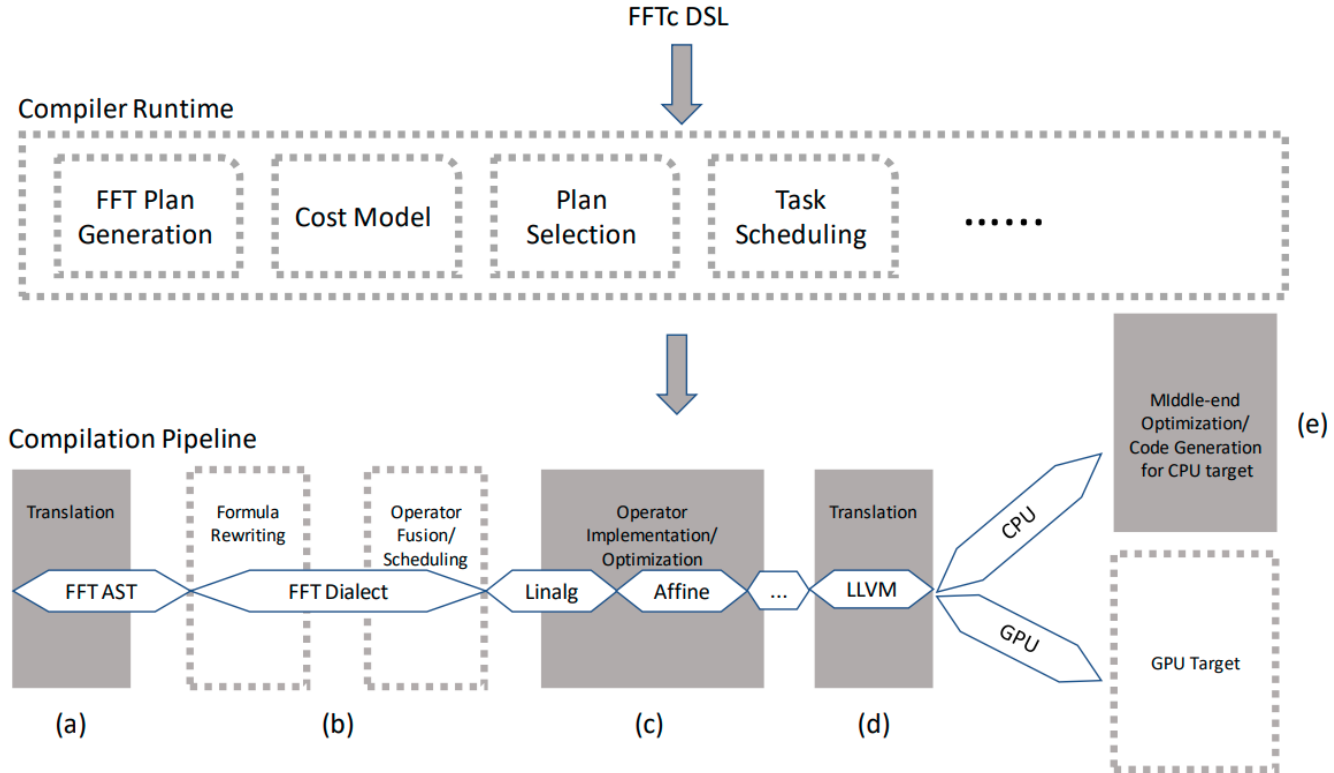 FFTc DSL
Compiler Runtime
FFT Plan
Generation
Cost Model
Plan
Selection
Task
Scheduling
......
Compilation Pipeline
Translation
FFT AST
Formula
Rewriting
Operator
Fusion/
Scheduling
FFT Dialect
Operator
Implementation/
Optimization
Linalg
Affine
...
Translation
LLVM
CPU
GPU
MIddle-end
Optimization/
Code Generation
for CPU target
(e)
GPU Target
(a)
(b)
(c)
(d)